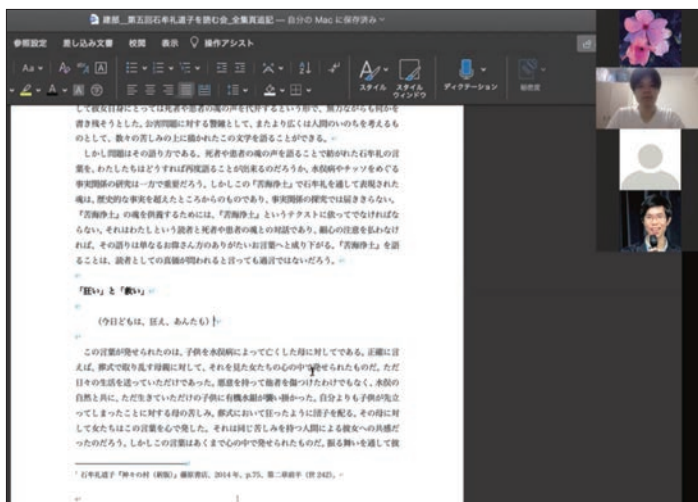 建部__第五回石牟礼道子を読む会_全集頁追記 — 自分の Mac に保存済み
参照設定 差し込み文書 校閲 表示 操作アシスト
スタイル
スタイル
ウィンドウ
ディクテーション
秘密度
して彼女自身にとっては死者や患者の魂の声を代弁するという形で、無力ながらも何かを
書き残そうとした。公害問題に対する警鐘として、またより広くは人間のいのちを考えるも
のとして、数々の苦しみの上に描かれたこの文学を語ることができる。
しかし問題はその語り方である。死者や患者の魂の声を語ることで紡がれた石牟礼の言
葉を、わたしたちはどうすれば再度語ることが出来るのだろうか。水俣病やチッソをめぐる
事実関係の研究は一方で重要だろう。しかしこの『苦海浄土』で石牟礼を通して表現された
魂は、歴史的な事実を超えたところからのものであり、事実関係の探究では届ききらない。
『苦海浄土』の魂を供養するためには、『苦海浄土』というテクストに依ってでなければな
らない。それはわたしという読者と死者や患者の魂との対話であり、細心の注意を払わなけ
れば、その語りは単なるお偉さん方のありがたいお言葉へと成り下がる。『苦海浄土』を語
ることは、読者としての真価が問われると言っても過言ではないだろう。
「狂い」と「救い」
（今日どもは、狂え、あんたも）
この言葉が発せられたのは、子供を水俣病によって亡くした母に対してである。正確に言
えば、葬式で取り乱す母親に対して、それを見た女たちの心の中で発せられたものだ。ただ
日々の生活を送っていただけであった。悪意を持って他者を傷つけたわけでもなく、水俣の
自然と共に、ただ生きていただけの子供に有機水銀が襲い掛かった。自分よりも子供が先立
ってしまったことに対する母の苦しみ。葬式において狂ったように団子を配る。その母に対
して女たちはこの言葉を心で発した。それは同じ苦しみを持つ人間による彼女への共感だ
ったのだろう。しかしこの言葉はあくまで心の中で発せられたものだ。振る舞いを通して彼
石牟礼道子『神々の村〔新版〕』藤原書店、2014年、p.75、第二章前半（世 242）。
1